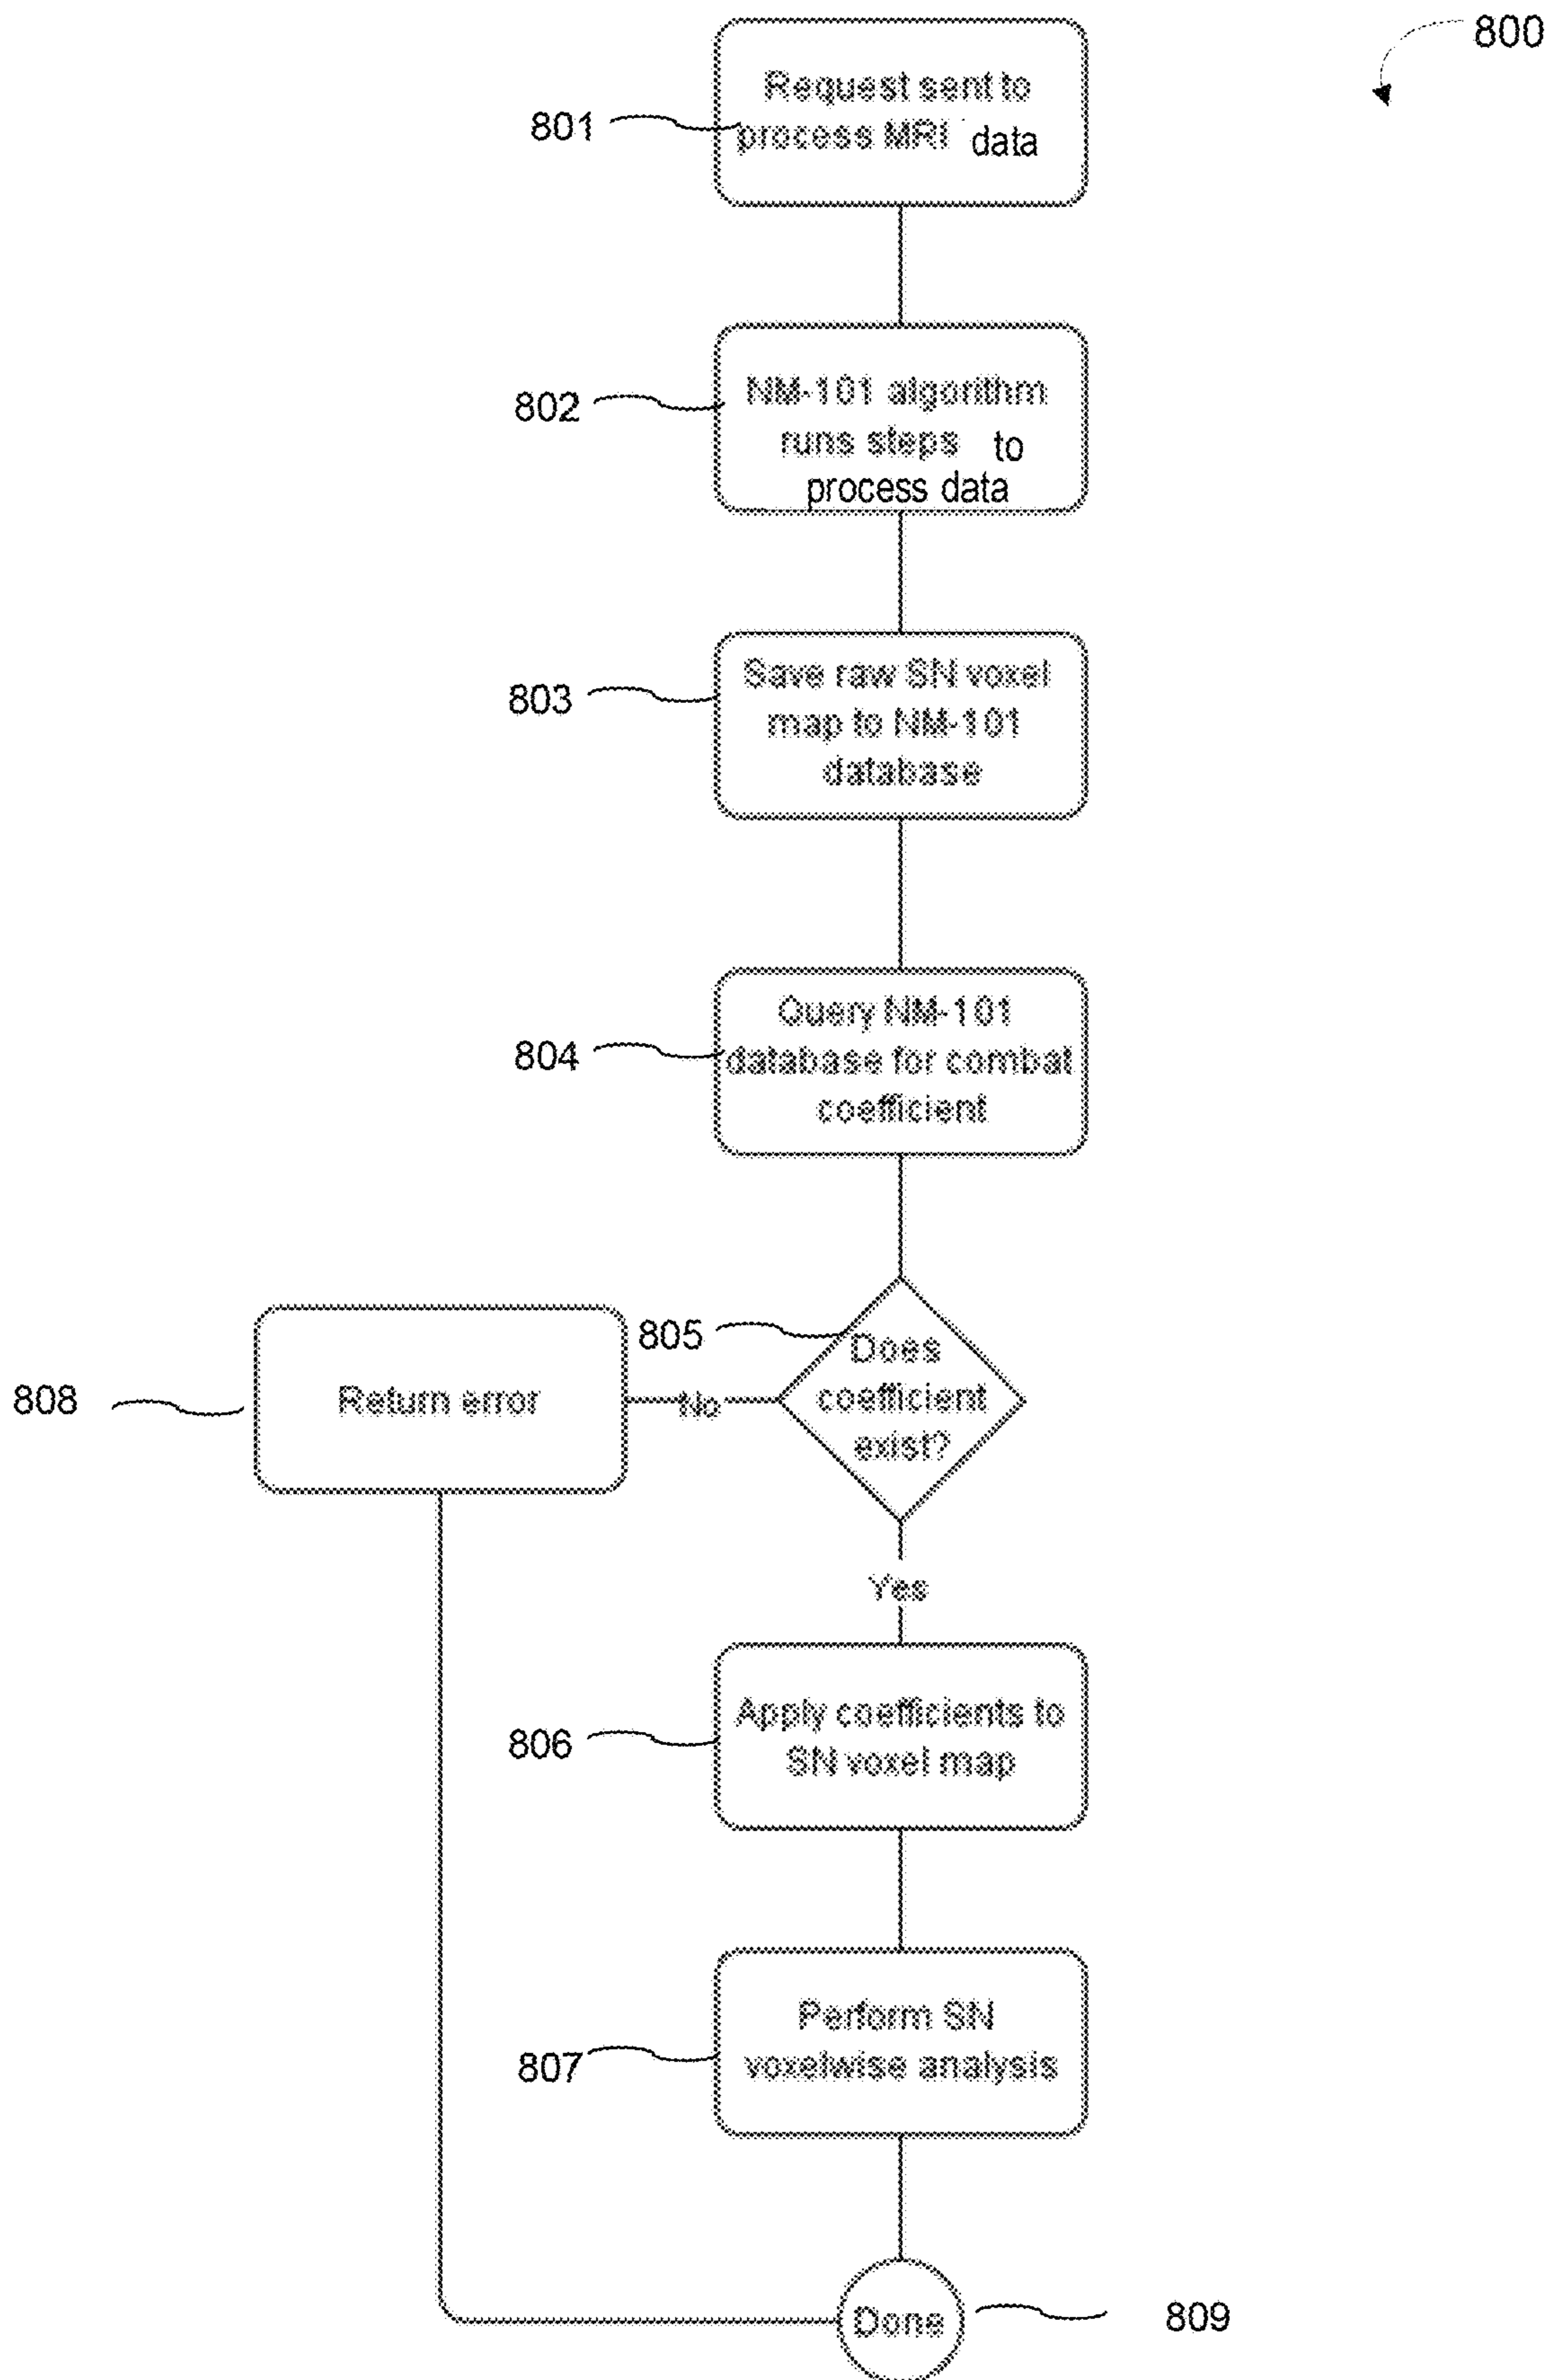 800
Request sent to
801
process MRI data
NM-101 algorithm
802
runs steps to
process data
Save raw SN voxel
803
map to NM-101
database
Query NM-101
804
database for combat
coefficient
805
Does
808
Return error
No
coefficient
exist?
Yes
Apply coefficients to
806
SN voxel map
Perform SN
807
voxelwise analysis
Done
809